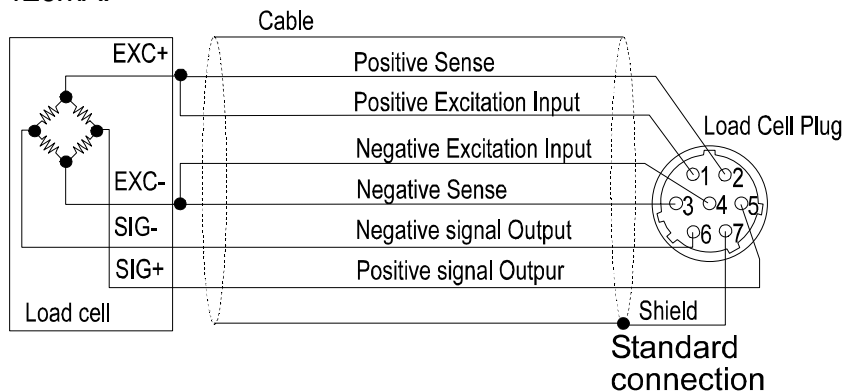 Cable
EXC+
Positive Sense
Positive Excitation Input
Load Cell Plug
Negative Excitation Input
1 2
EXC-
Negative Sense
3 4 5
SIG-
Negative signal Output
6 7
SIG+
Positive signal Outpur
Load cell
Shield
Standard
connection